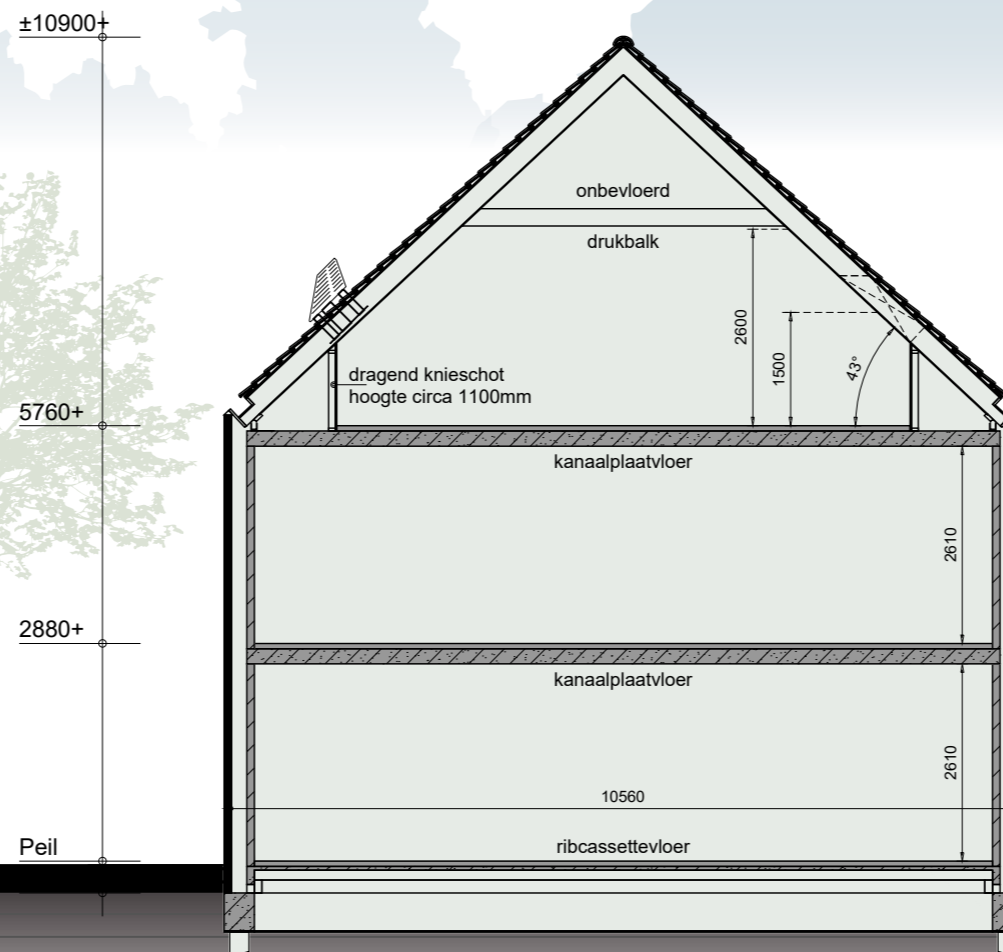 ±10900+
onbevloerd
drukbalk
2600
1500
43°
dragend knieschot
hoogte circa 1100mm
5760+
kanaalplaatvloer
2610
2880+
kanaalplaatvloer
2610
10560
Peil
ribcassettevloer